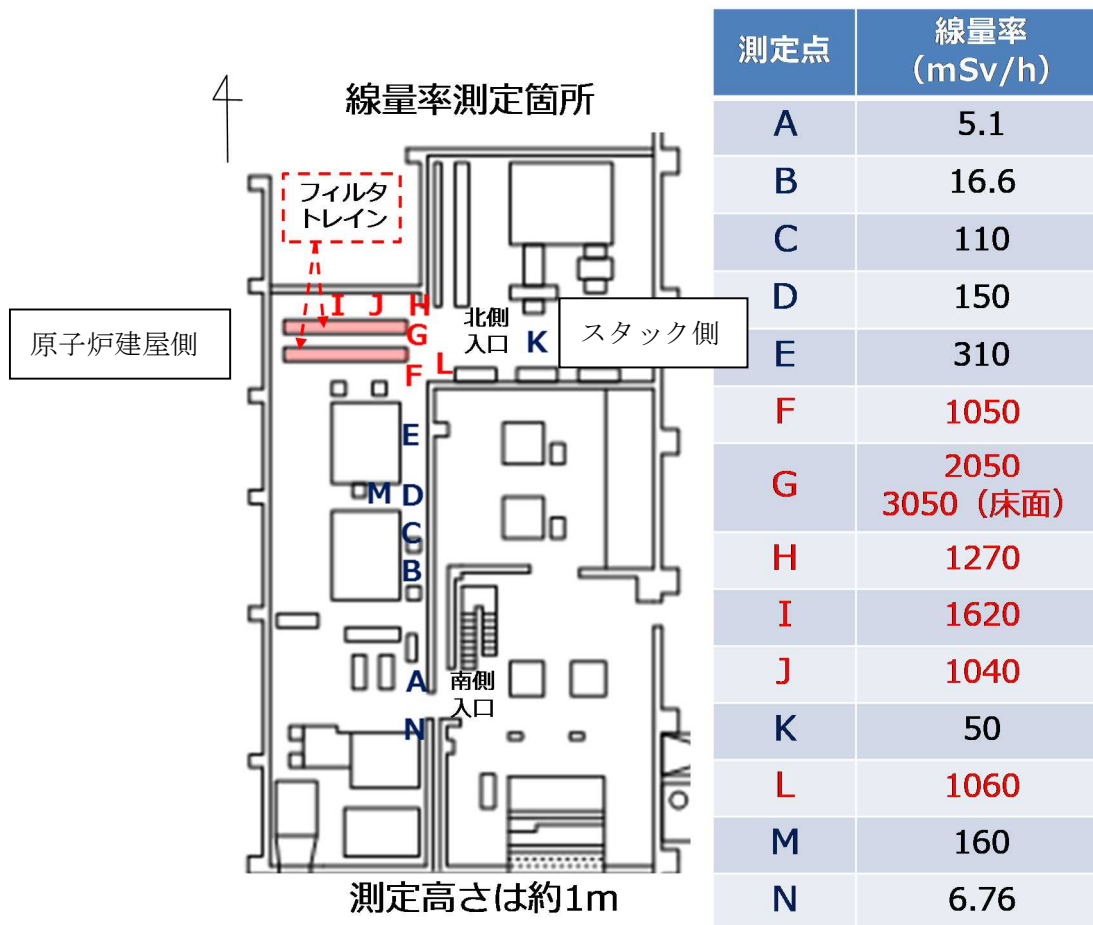 線量率測定箇所
フィルタ
トレイン
原子炉建屋側
スタック側
北側
入口
南側
入口
I
J
H
G
F
L
K
E
M
D
C
B
A
N
測定高さは約1m
測定点 線量率
(mSv/h)
A 5.1
B 16.6
C 110
D 150
E 310
F 1050
G 2050
3050(床面)
H 1270
I 1620
J 1040
K 50
L 1060
M 160
N 6.76